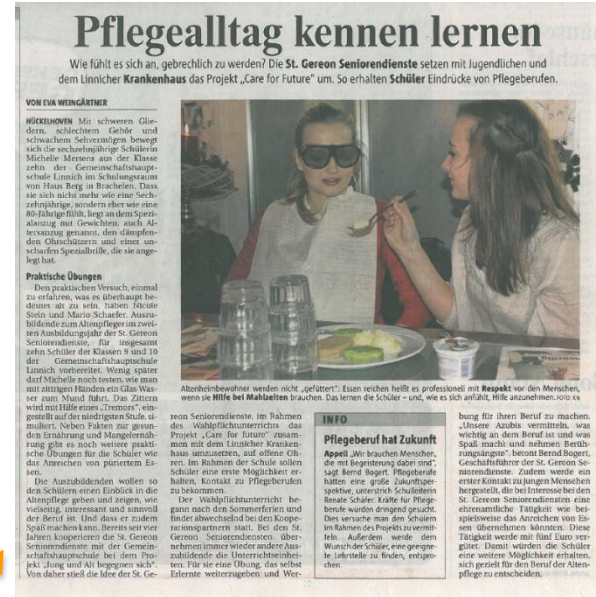 Pflegealltag kennen lernen
Wie fühlt es sich an, gebrechlich zu werden? Die St. Gereon Seniorendienste setzen mit Jugendlichen und
dem Linnicher Krankenhaus das Projekt „Care for Future“ um. So erhalten Schüler Eindrücke von Pflegeberufen.
VON EVA WEINGÄRTNER
HÜCKELHOVEN Mit schweren Glie-
dern, schlechtem Gehör und
schwachem Sehvermögen bewegt
sich die sechzehnjährige Schülerin
Michelle Mertens aus der Klasse
zehn der Gemeinschaftshaupt-
schule Linnich im Schulungsraum
von Haus Berg in Brachelen. Dass
sie sich nicht mehr wie eine Sech-
zehnjährige, sondern eher wie eine
80-Jährige fühlt, liegt an dem Spezi-
alanzug mit Gewichten, auch Al-
tersanzug genannt, den dämpfen-
den Ohrschützern und einer un-
scharfen Spezialbrille, die sie ange-
legt hat.
Praktische Übungen
Den praktischen Versuch, einmal
zu erfahren, was es überhaupt be-
deutet alt zu sein, haben Nicole
Stein und Mario Schaefer, Auszu-
bildende zum Altenpfleger im zwei-
ten Ausbildungsjahr der St. Gereon
Seniorendienste, für insgesamt
zehn Schüler der Klassen 9 und 10
der Gemeinschaftshauptschule
Linnich vorbereitet. Wenig später
darf Michelle noch testen, wie man
mit zittrigen Händen ein Glas Was-
ser zum Mund führt. Das Zittern
wird mit Hilfe eines „Tremors“, ein-
gestellt auf der niedrigsten Stufe, si-
muliert. Neben Fakten zur gesun-
den Ernährung und Mangelernäh-
rung gibt es noch weitere prakti-
sche Übungen für die Schüler wie
das Anreichen von püriertem Es-
sen.
Die Auszubildenden wollen so
den Schülern einen Einblick in die
Altenpflege geben und zeigen, wie
vielseitig, interessant und sinnvoll
der Beruf ist. Und dass er zudem
Spaß machen kann. Bereits seit vier
Jahren kooperieren die St. Gereon
Seniorendienste mit der Gemein-
schaftshauptschule bei dem Pro-
jekt „Jung und Alt begegnen sich“.
Von daher stieß die Idee der St. Ge-
Altenheimbewohner werden nicht „gefüttert“: Essen reichen heißt es professionell mit Respekt vor den Menschen,
wenn sie Hilfe bei Mahlzeiten brauchen. Das lernen die Schüler – und, wie es sich anfühlt, Hilfe anzunehmen. FOTO:
reon Seniorendienste, im Rahmen
des Wahlpflichtunterrichts das
Projekt „Care for future“ zusam-
men mit dem Linnicher Kranken-
haus umzusetzen, auf offene Oh-
ren. Im Rahmen der Schule sollen
Schüler eine erste Möglichkeit er-
halten, Kontakt zu Pflegeberufen
zu bekommen.
Der Wahlpflichtunterricht be-
gann nach den Sommerferien und
findet abwechselnd bei den Koope-
rationspartnern statt. Bei den St.
Gereon Seniorendiensten über-
nehmen immer wieder andere Aus-
zubildende die Unterrichtseinhei-
ten. Für sie eine Übung, das selbst
Erlernte weiterzugeben und Wer-
INFO
Pflegeberuf hat Zukunft
Appell „Wir brauchen Menschen,
die mit Begeisterung dabei sind“,
sagt Bernd Bogert. Pflegeberufe
hätten eine große Zukunftsper-
spektive, unterstrich Schulleiterin
Renate Schäfer. Kräfte für Pflege-
berufe würden dringend gesucht.
Dies versuche man den Schülern
im Rahmen des Projekts zu vermit-
teln. Außerdem werde dem
Wunsch der Schüler, eine geeigne-
te Lehrstelle zu finden, entspro-
chen.
bung für ihren Beruf zu machen.
„Unsere Azubis vermitteln, was
wichtig an dem Beruf ist und was
Spaß macht und nehmen Berüh-
rungsängste“, betont Bernd Bogert,
Geschäftsführer der St. Gereon Se-
niorendienste. Zudem werde ein
erster Kontakt zu jungen Menschen
hergestellt, die bei Interesse bei den
St. Gereon Seniorendiensten eine
ehrenamtliche Tätigkeit wie bei-
spielsweise das Anreichen von Es-
sen übernehmen könnten. Diese
Tätigkeit werde mit fünf Euro ver-
gütet. Damit würden die Schüler
eine weitere Möglichkeit erhalten,
sich gezielt für den Beruf der Alten-
pflege zu entscheiden.